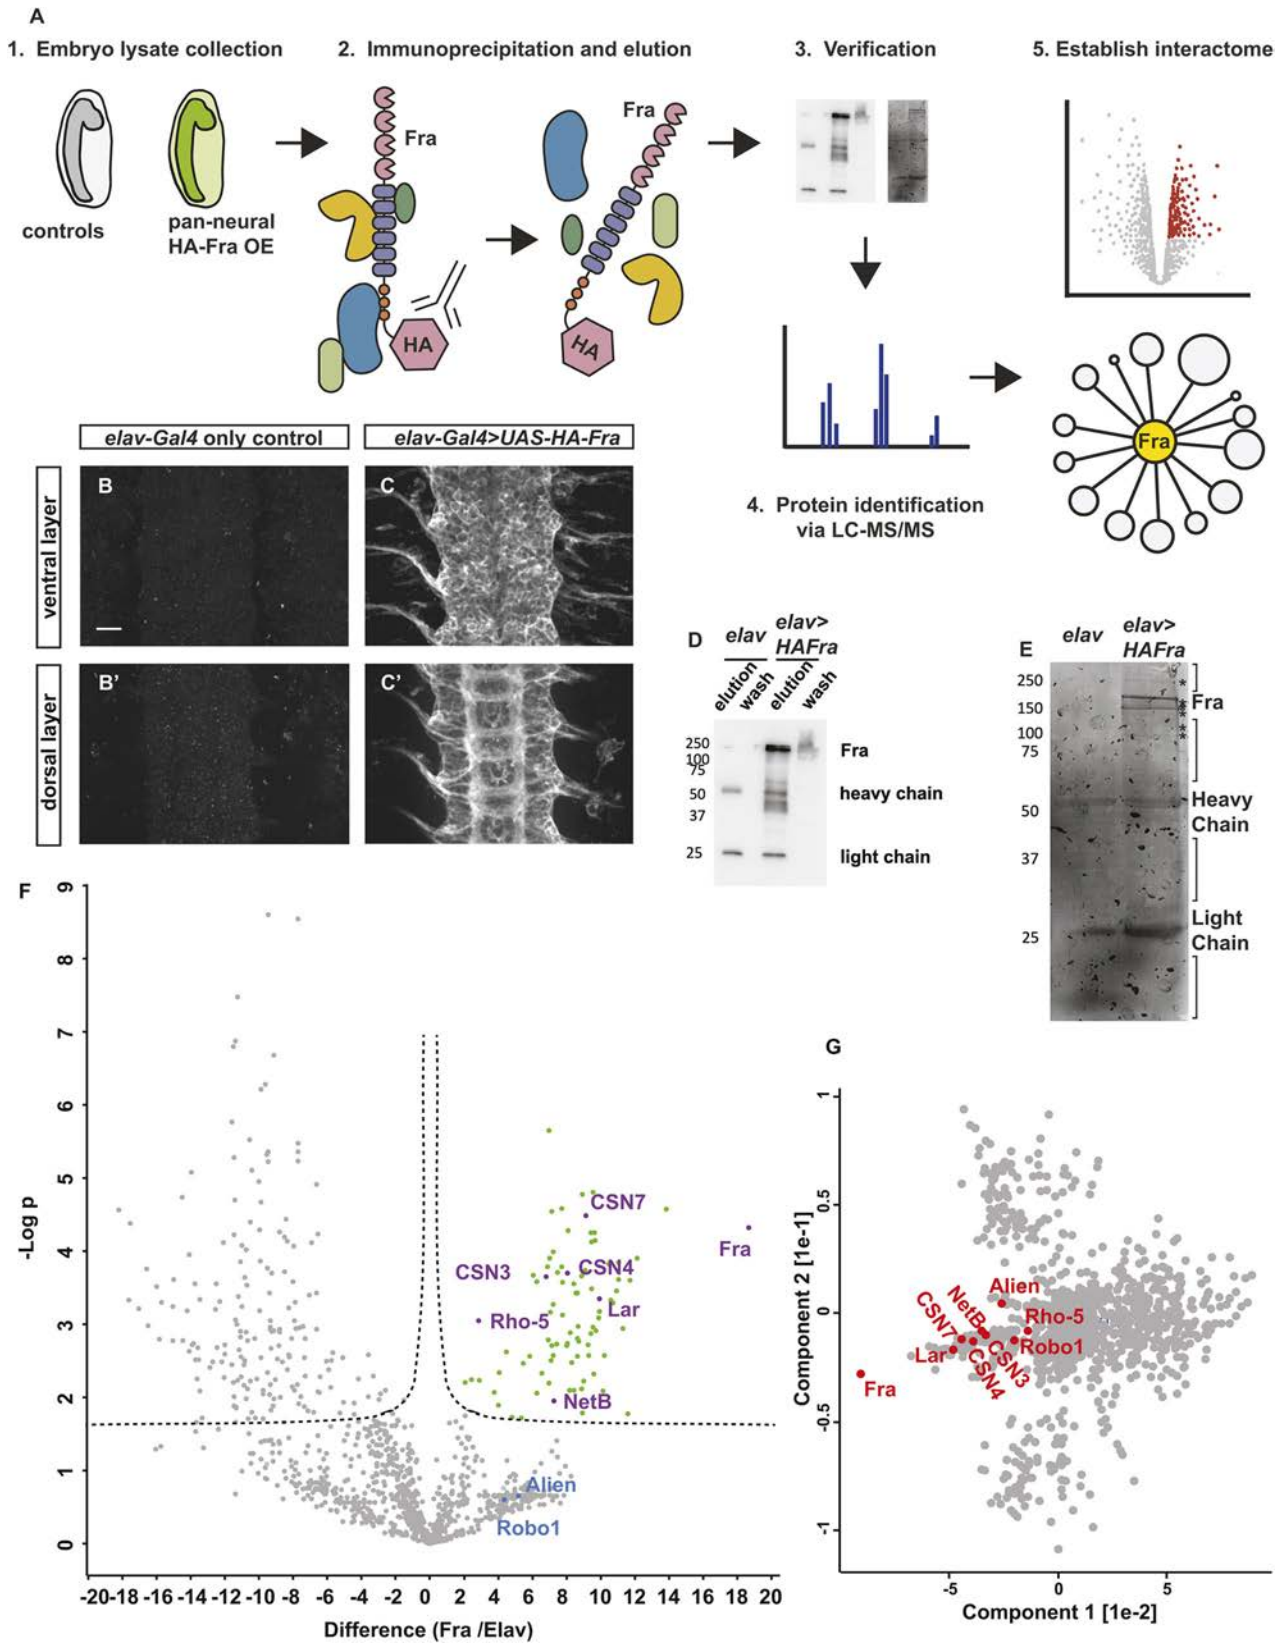 A
1. Embryo lysate collection
2. Immunoprecipitation and elution
3. Verification
5. Establish interactome
controls
pan-neural
HA-Fra OE
Fra
HA
Fra
HA
Fra
4. Protein identification
via LC-MS/MS
elav-Gal4 only control
elav-Gal4>UAS-HA-Fra
ventral layer
dorsal layer
B
C
B'
C'
D
elav
elav>
HAFra
elution
wash
elution
wash
250
100
75
50
37
25
Fra
heavy chain
light chain
E
elav
elav>
HAFra
250
150
100
75
50
37
25
*
*
*
*
*
Fra
Heavy
Chain
Light
Chain
F
-Log p
9
8
7
6
5
4
3
2
1
0
CSN7
Fra
CSN3
CSN4
Lar
Rho-5
NetB
Alien
Robo1
-20 -18 -16 -14 -12 -10 -8 -6 -4 -2 0 2 4 6 8 10 12 14 16 18 20
Difference (Fra /Elav)
G
Component 2 [1e-1]
1
0.5
0
-0.5
-1
Alien
NetB
CSN7
Rho-5
Robo1
Lar
CSN4
CSN3
Fra
-5 0 5
Component 1 [1e-2]